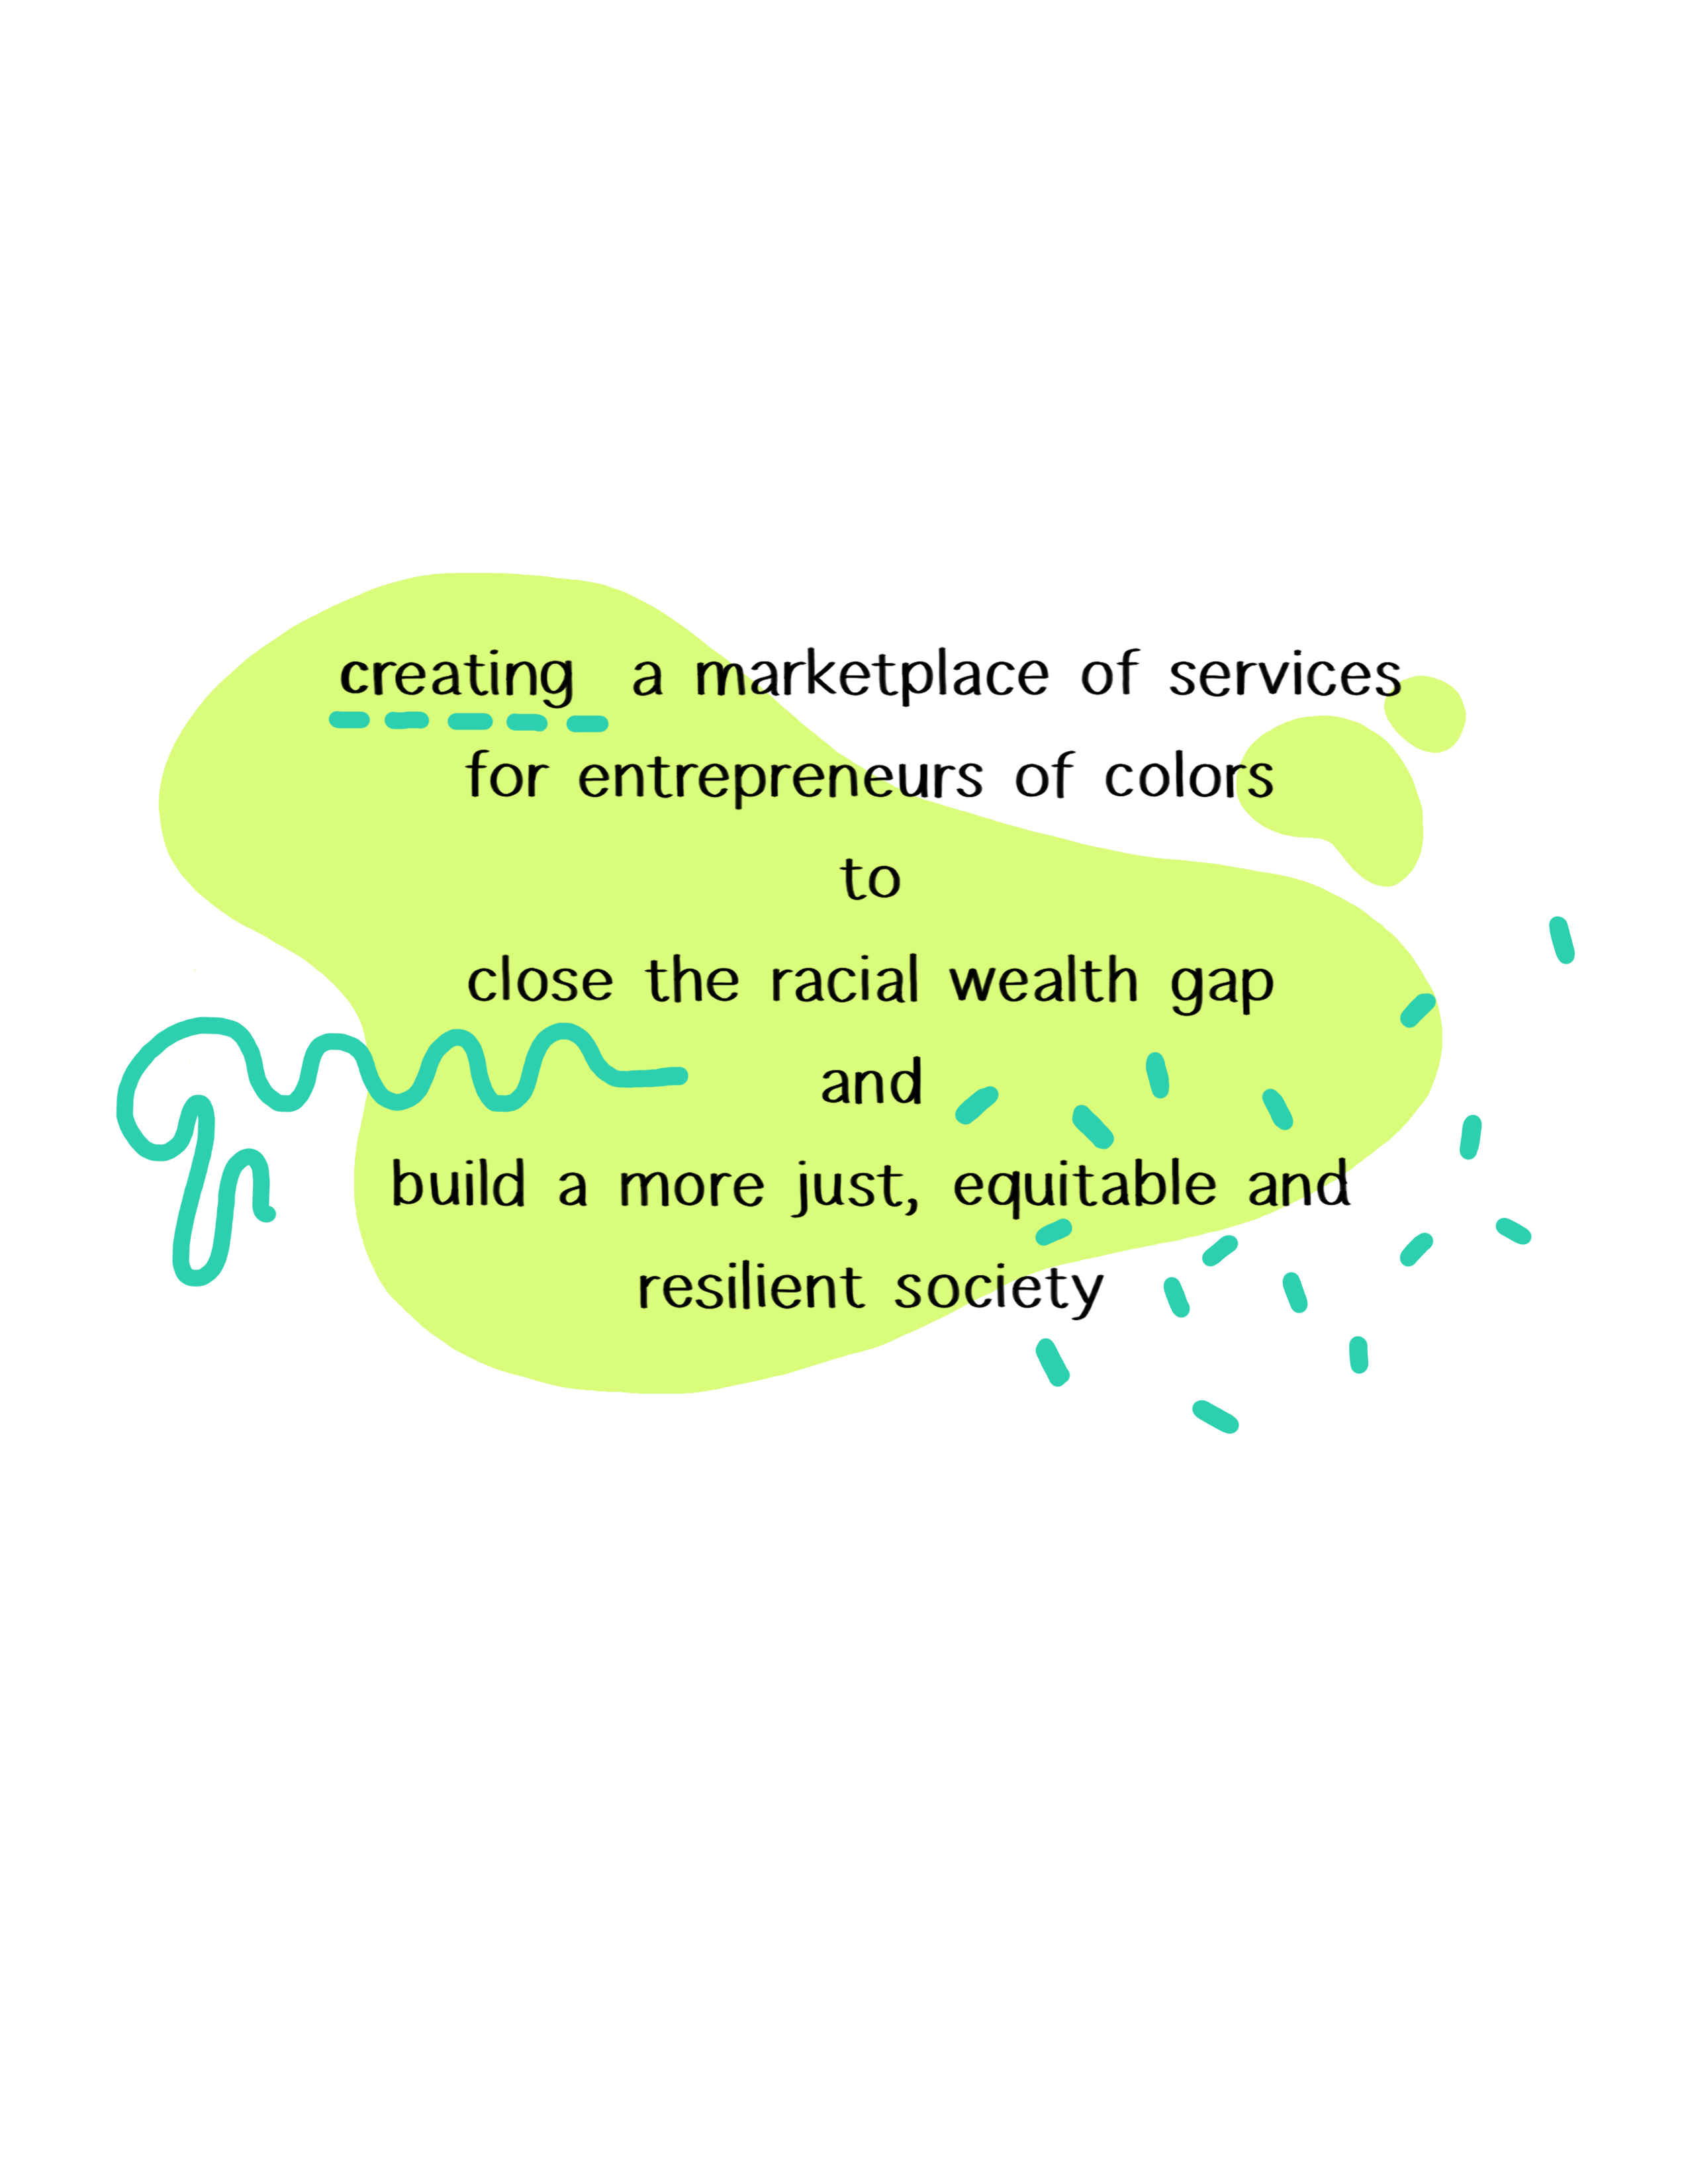 creating a marketplace of services
for entrepreneurs of colors
to
close the racial wealth gap
and
build a more just, equitable and
resilient society